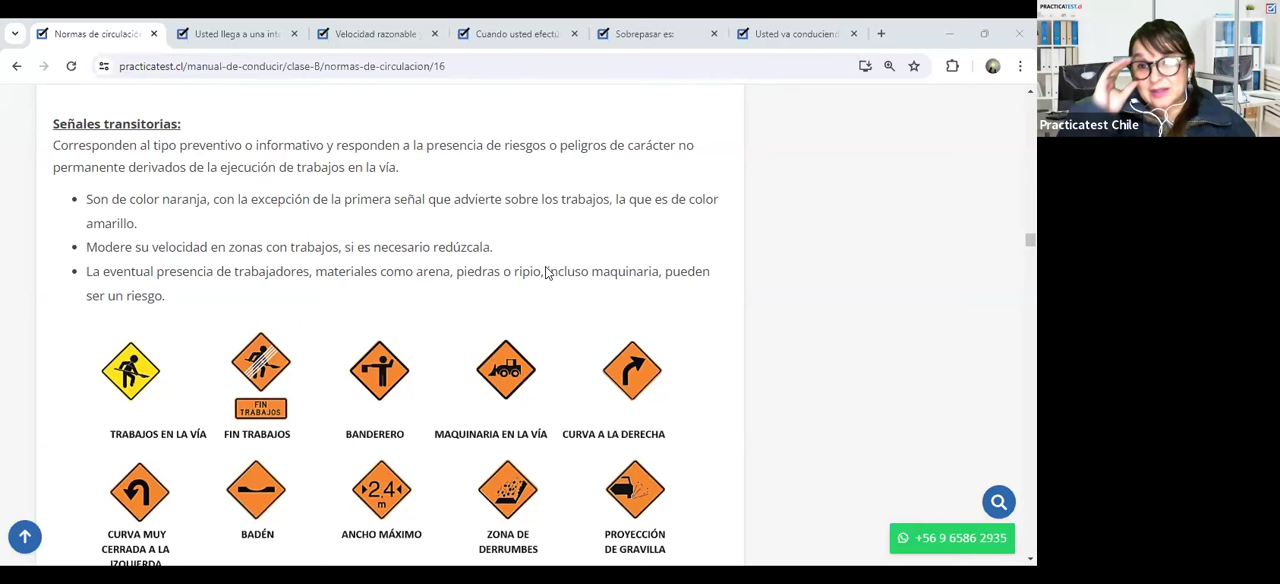 PRACTICATEST.cl
Normas de circulació
Usted llega a una inte
Velocidad razonable y
Cuando usted efectú
Sobrepasar es:
Usted va conduciendo
practicatest.cl/manual-de-conducir/clase-B/normas-de-circulacion/16
Practicatest Chile
Señales transitorias:
Corresponden al tipo preventivo o informativo y responden a la presencia de riesgos o peligros de carácter no
permanente derivados de la ejecución de trabajos en la vía.
Son de color naranja, con la excepción de la primera señal que advierte sobre los trabajos, la que es de color
amarillo.
Modere su velocidad en zonas con trabajos, si es necesario redúzcala.
La eventual presencia de trabajadores, materiales como arena, piedras o ripio, incluso maquinaria, pueden
ser un riesgo.
FIN
TRABAJOS
TRABAJOS EN LA VÍA
FIN TRABAJOS
BANDERERO
MAQUINARIA EN LA VÍA
CURVA A LA DERECHA
2,4
m
CURVA MUY
CERRADA A LA
IZQUIERDA
BADÉN
ANCHO MÁXIMO
ZONA DE
DERRUMBES
PROYECCIÓN
DE GRAVILLA
+56 9 6586 2935